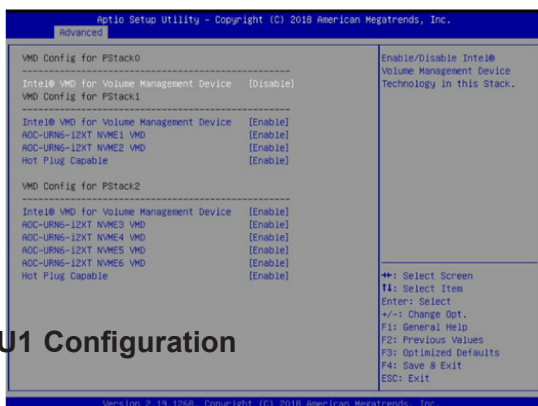 Aptio Setup Utility - Copyright (C) 2018 American Megatrends, Inc.
Advanced
VMD Config for PStack0
--------------------------------------------------
Intel® VMD for Volume Management Device [Disable]
VMD Config for PStack1
--------------------------------------------------
Intel® VMD for Volume Management Device [Enable]
AOC-URN6-i2XT NVME1 VMD [Enable]
AOC-URN6-i2XT NVME2 VMD [Enable]
Hot Plug Capable [Enable]
VMD Config for PStack2
--------------------------------------------------
Intel® VMD for Volume Management Device [Enable]
AOC-URN6-i2XT NVME3 VMD [Enable]
AOC-URN6-i2XT NVME4 VMD [Enable]
AOC-URN6-i2XT NVME5 VMD [Enable]
AOC-URN6-i2XT NVME6 VMD [Enable]
Hot Plug Capable [Enable]
Enable/Disable Intel®
Volume Management Device
Technology in this Stack.
→←: Select Screen
↑↓: Select Item
Enter: Select
+/-: Change Opt.
F1: General Help
F2: Previous Values
F3: Optimized Defaults
F4: Save & Exit
ESC: Exit
U1 Configuration
Version 2.19.1268. Copyright (C) 2018 American Megatrends, Inc.